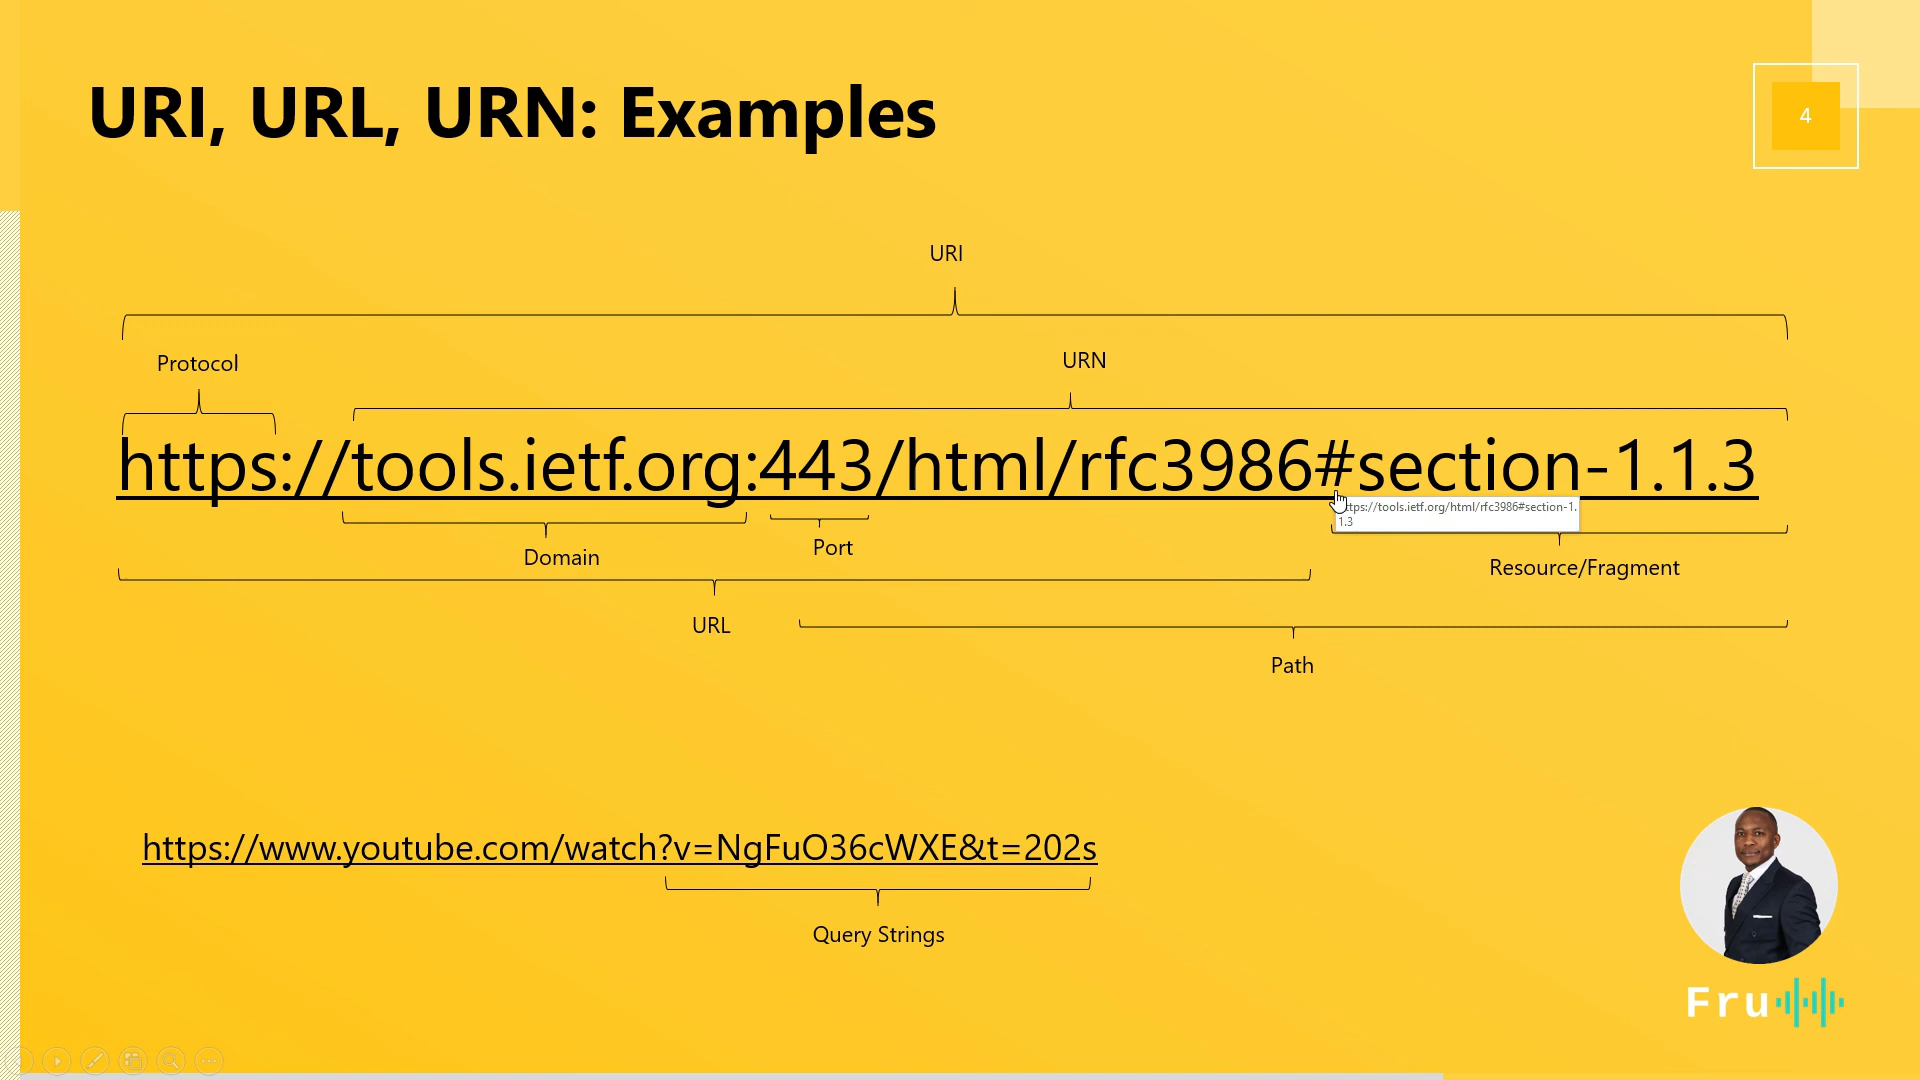 URI, URL, URN: Examples
4
URI
Protocol
URN
https://tools.ietf.org:443/html/rfc3986#section-1.1.3
https://tools.ietf.org/html/rfc3986#section-1.
1.3
Domain
Port
Resource/Fragment
URL
Path
https://www.youtube.com/watch?v=NgFuO36cWXE&t=202s
Query Strings
Fru